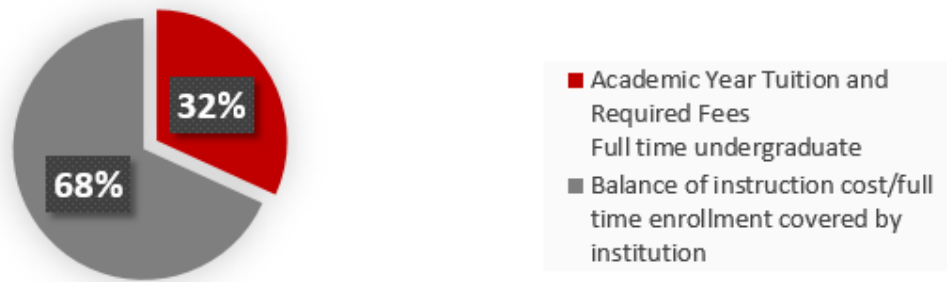 32%
68%
Academic Year Tuition and
Required Fees
Full time undergraduate
Balance of instruction cost/full
time enrollment covered by
institution